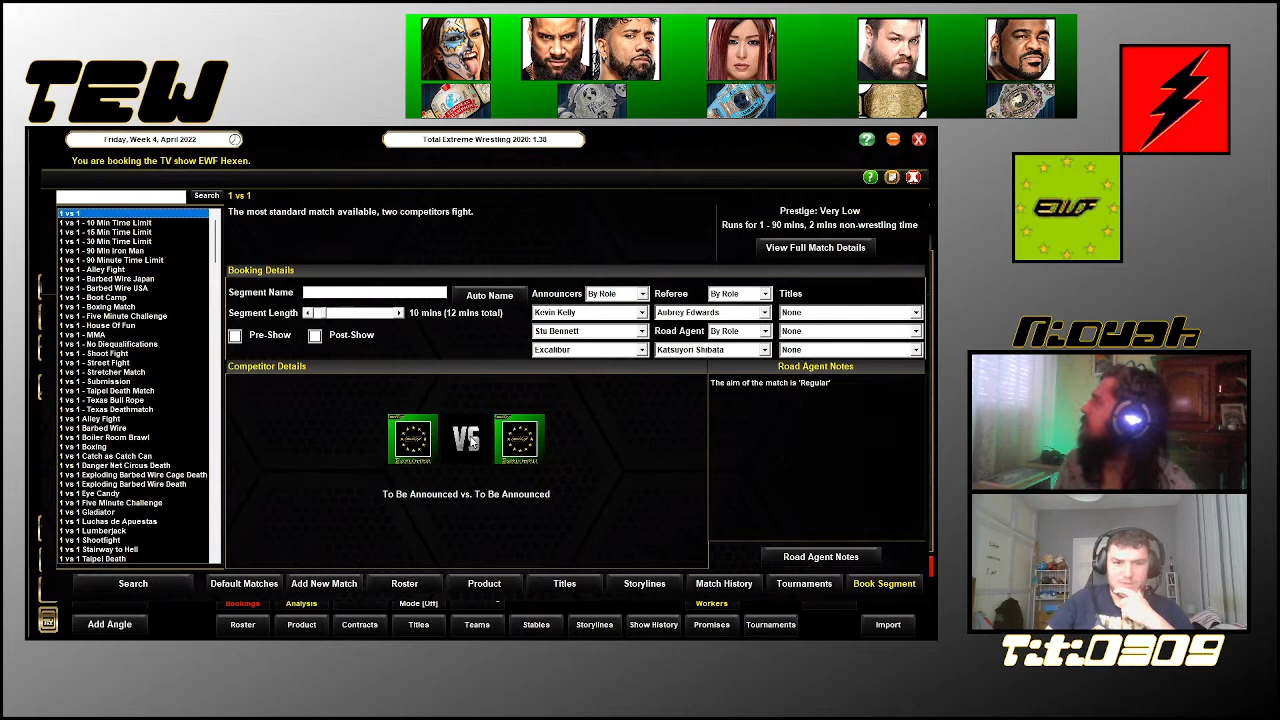 TEW
Friday, Week 4, April 2022
Total Extreme Wrestling 2020: 1.38
You are booking the TV show EWF Hexen.
Search
1 vs 1
1 vs 1 - 10 Min Time Limit
1 vs 1 - 15 Min Time Limit
1 vs 1 - 30 Min Time Limit
1 vs 1 - 90 Min Iron Man
1 vs 1 - 90 Minute Time Limit
1 vs 1 - Alley Fight
1 vs 1 - Barbed Wire Japan
1 vs 1 - Barbed Wire USA
1 vs 1 - Boot Camp
1 vs 1 - Boxing Match
1 vs 1 - Five Minute Challenge
1 vs 1 - House Of Fun
1 vs 1 - MMA
1 vs 1 - No Disqualifications
1 vs 1 - Shoot Fight
1 vs 1 - Street Fight
1 vs 1 - Stretcher Match
1 vs 1 - Submission
1 vs 1 - Taipei Death Match
1 vs 1 - Texas Bull Rope
1 vs 1 - Texas Deathmatch
1 vs 1 Alley Fight
1 vs 1 Barbed Wire
1 vs 1 Boiler Room Brawl
1 vs 1 Boxing
1 vs 1 Catch as Catch Can
1 vs 1 Danger Net Circus Death
1 vs 1 Exploding Barbed Wire Cage Death
1 vs 1 Exploding Barbed Wire Death
1 vs 1 Eye Candy
1 vs 1 Five Minute Challenge
1 vs 1 Gladiator
1 vs 1 Luchas de Apuestas
1 vs 1 Lumberjack
1 vs 1 Shootfight
1 vs 1 Stairway to Hell
1 vs 1 Taipei Death
1 vs 1
The most standard match available, two competitors fight.
Prestige: Very Low
Runs for 1 - 90 mins, 2 mins non-wrestling time
View Full Match Details
Booking Details
Segment Name
Auto Name
Segment Length
10 mins (12 mins total)
Pre-Show
Post-Show
Announcers
By Role
Kevin Kelly
Stu Bennett
Excalibur
Referee
By Role
Aubrey Edwards
Road Agent
By Role
Katsuyori Shibata
Titles
None
None
None
Competitor Details
VS
To Be Announced vs. To Be Announced
Road Agent Notes
The aim of the match is 'Regular'
Road Agent Notes
Search
Default Matches
Add New Match
Roster
Product
Titles
Storylines
Match History
Tournaments
Book Segment
Bookings
Analysis
Mode [Off]
Workers
Add Angle
Roster
Product
Contracts
Titles
Teams
Stables
Storylines
Show History
Promises
Tournaments
Import
EWF
T:t:0309